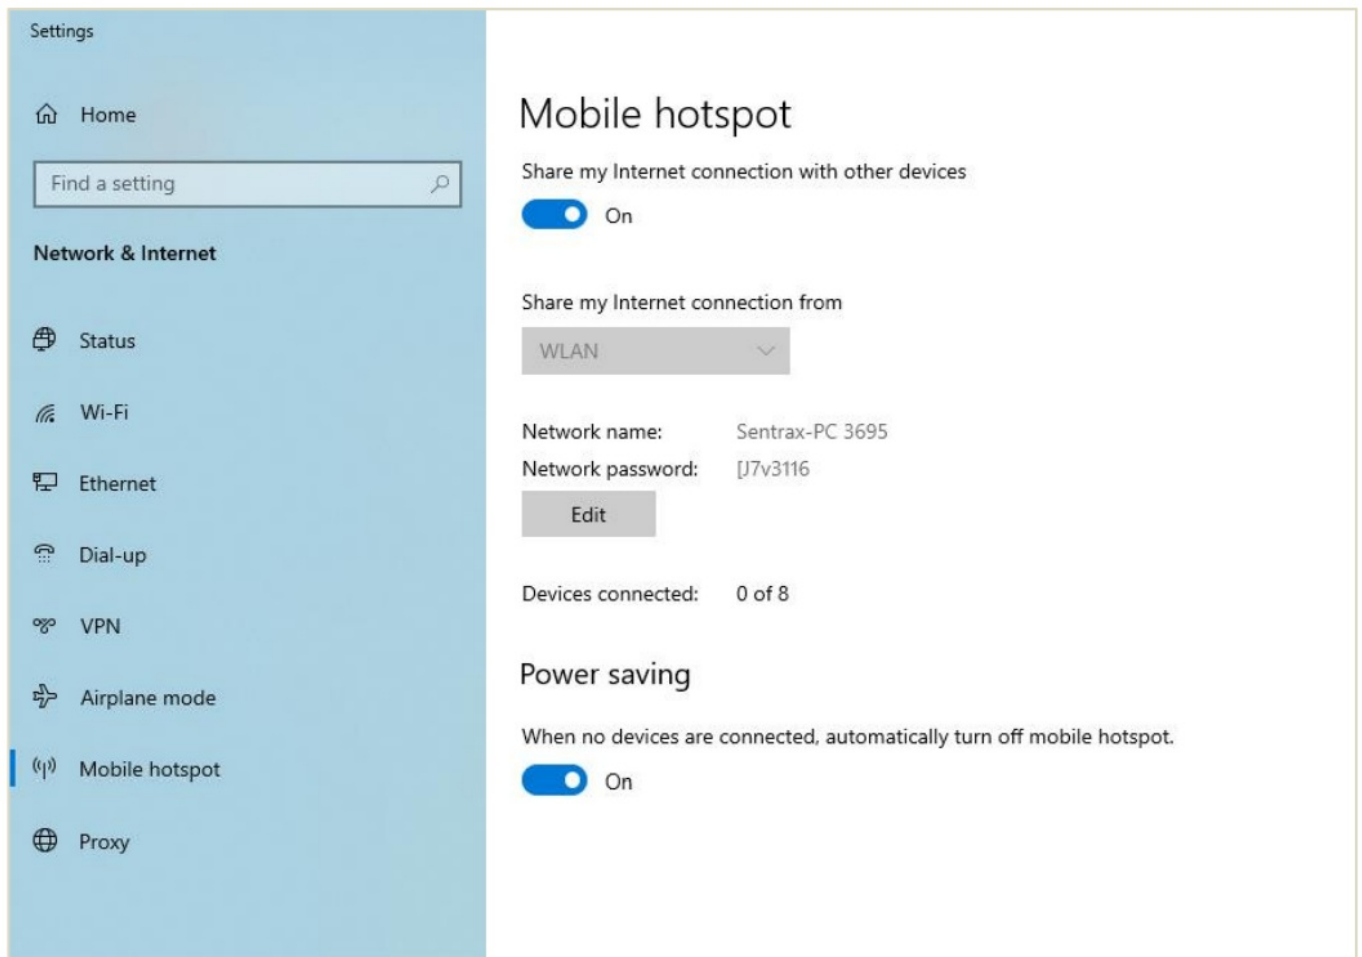 Settings
Home
Find a setting
Network & Internet
Status
Wi-Fi
Ethernet
Dial-up
VPN
Airplane mode
Mobile hotspot
Proxy
Mobile hotspot
Share my Internet connection with other devices
On
Share my Internet connection from
WLAN
Network name: Sentrax-PC 3695
Network password: [J7v3116
Edit
Devices connected: 0 of 8
Power saving
When no devices are connected, automatically turn off mobile hotspot.
On